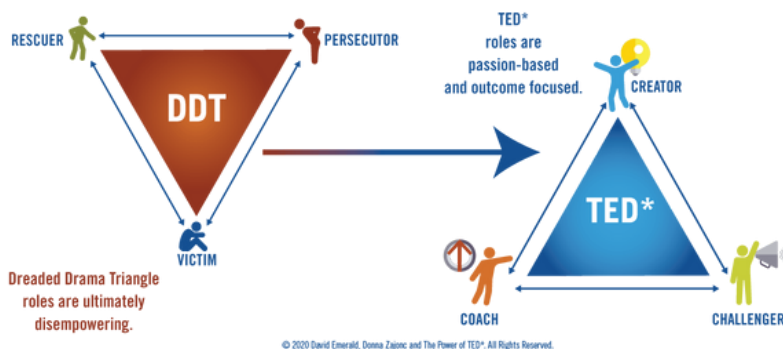 RESCUER
PERSECUTOR
DDT
VICTIM
Dreaded Drama Triangle
roles are ultimately
disempowering.
TED*
roles are
passion-based
and outcome focused.
CREATOR
TED*
COACH
CHALLENGER
© 2020 David Emerald, Donna Zajonc and The Power of TED*. All Rights Reserved.